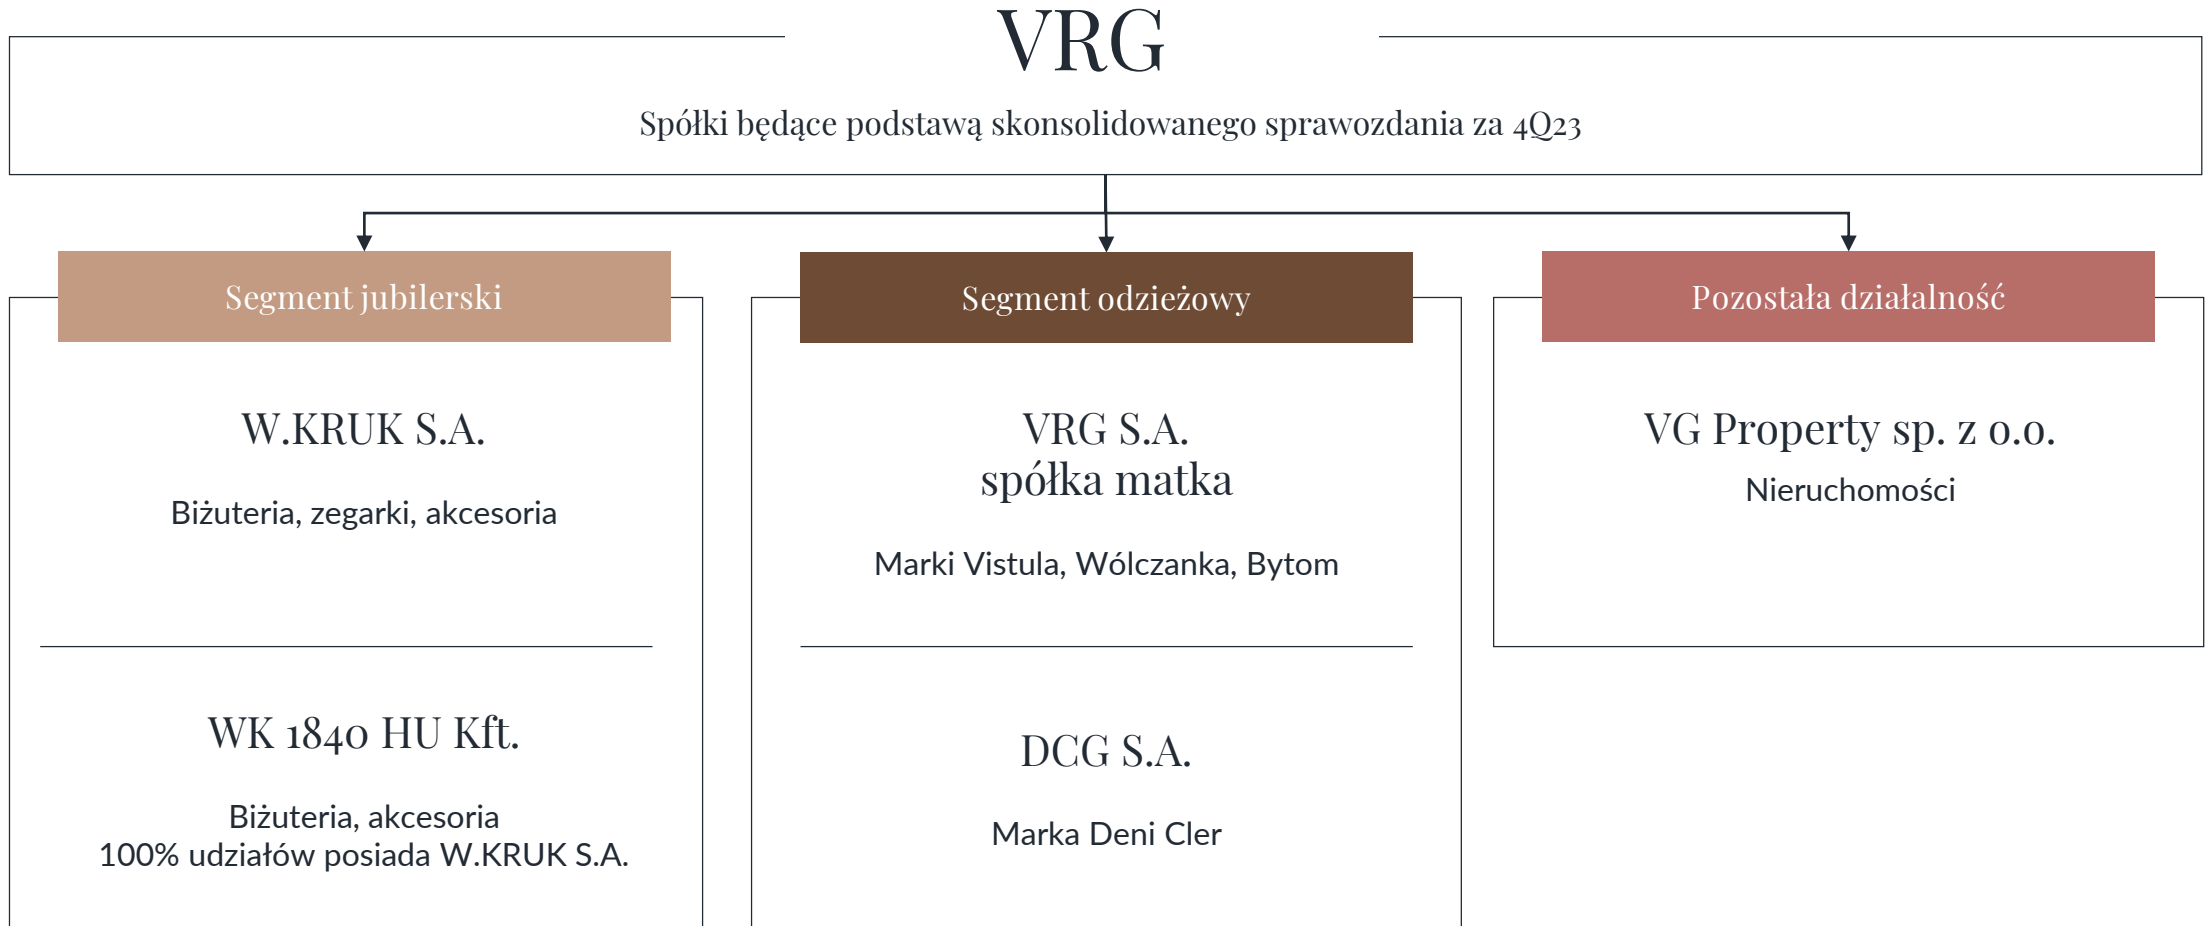 VRG
Spółki będące podstawą skonsolidowanego sprawozdania za 4Q23
Segment jubilerski
W.KRUK S.A.
Biżuteria, zegarki, akcesoria
WK 1840 HU Kft.
Biżuteria, akcesoria
100% udziałów posiada W.KRUK S.A.
Segment odzieżowy
VRG S.A.
spółka matka
Marki Vistula, Wólczanka, Bytom
DCG S.A.
Marka Deni Cler
Pozostała działalność
VG Property sp. z o.o.
Nieruchomości